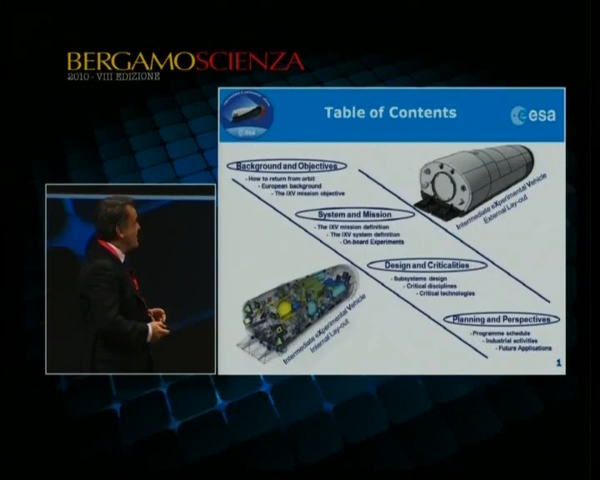 BERGAMOSCIENZA
2010 - VIII EDIZIONE
Table of Contents
esa
Background and Objectives
- How to return from orbit
- European background
- The IXV mission objective
Intermediate eXperimental Vehicle
External Lay-out
System and Mission
- The IXV mission definition
- The IXV system definition
- On-board Experiments
Design and Criticalities
- Subsystems design
- Critical disciplines
- Critical technologies
Intermediate eXperimental Vehicle
Internal Lay-out
Planning and Perspectives
- Programme schedule
- Industrial activities
- Future Applications
1